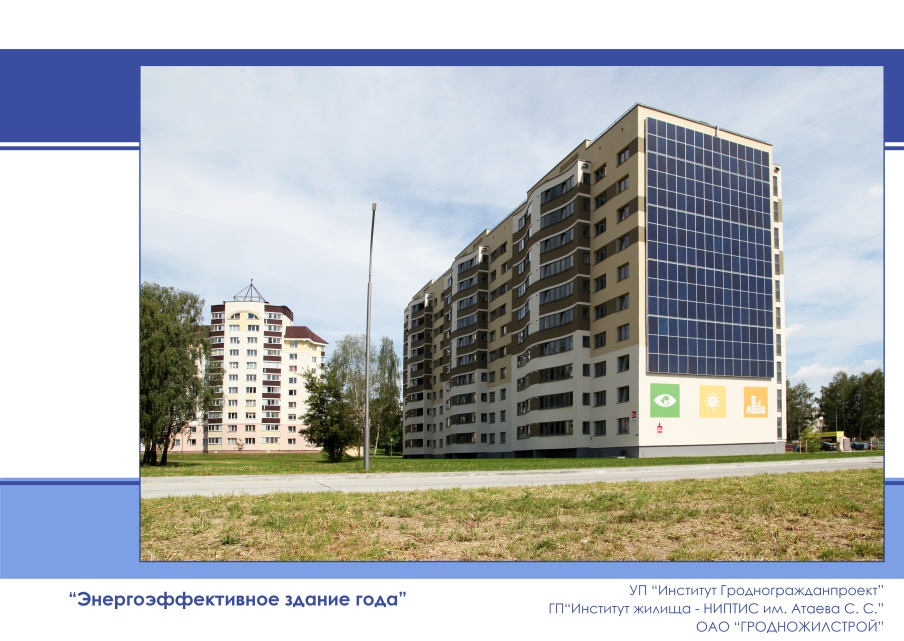 “Энергоэффективное здание года”
УП “Институт Гродногражданпроект”
ГП“Институт жилища - НИПТИС им. Атаева С. С.”
ОАО “ГРОДНОЖИЛСТРОЙ”